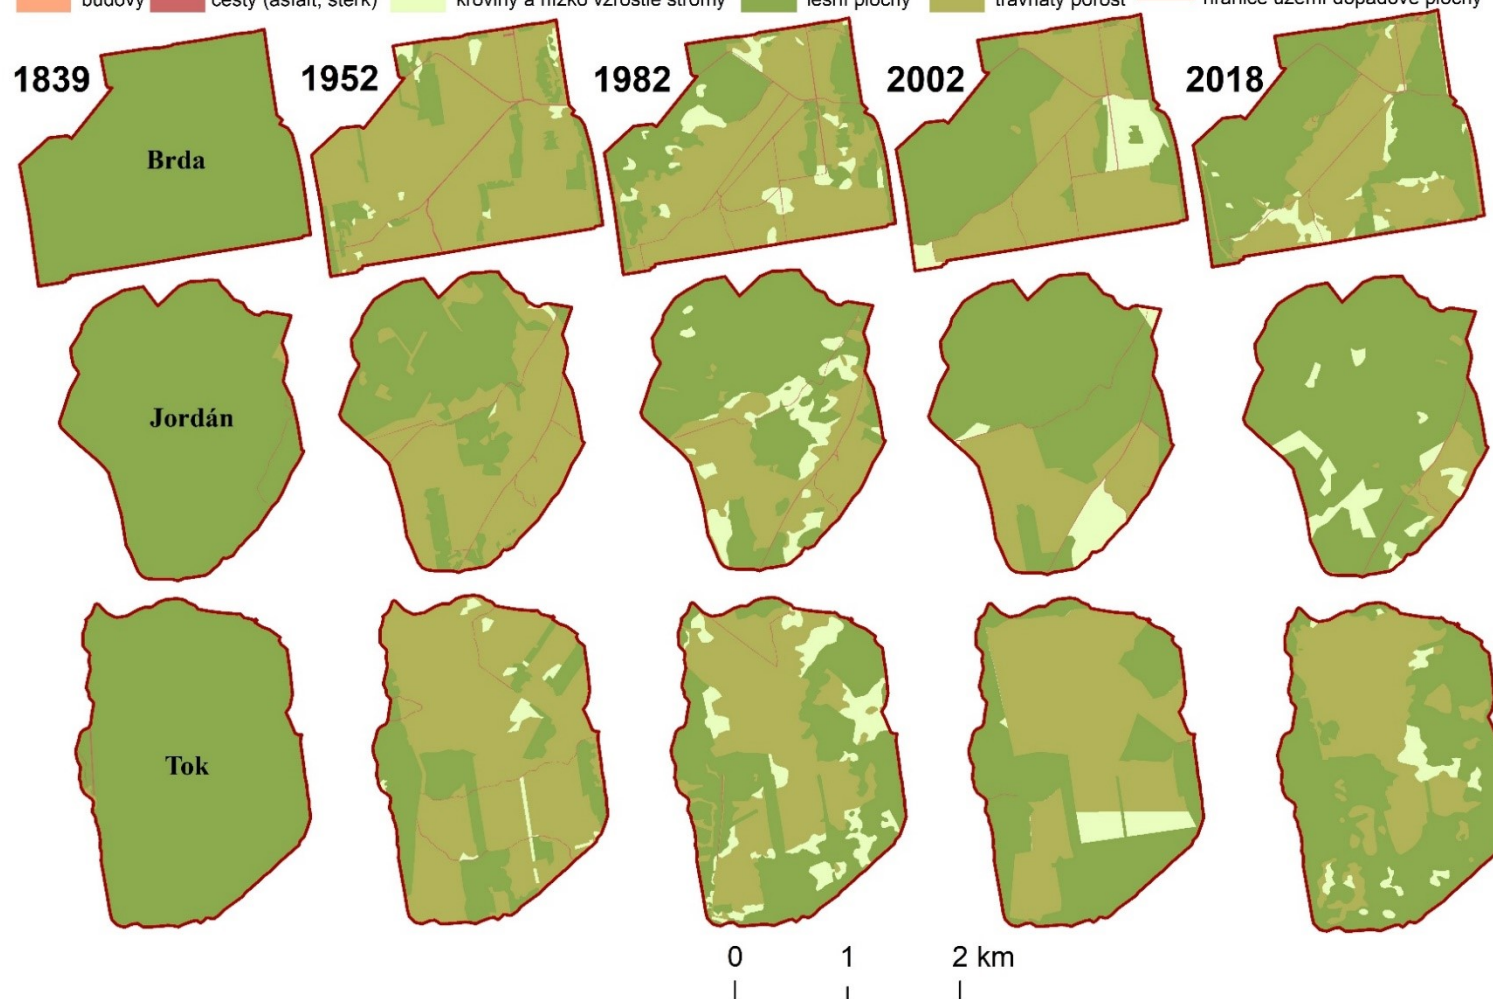 budovy cesty (asfalt, štěrk) kroviny a nízko vzrostlé stromy lesní plochy travnatý porost hranice území dopadové plochy
1839 1952 1982 2002 2018
Brda
Jordán
Tok
0 1 2 km